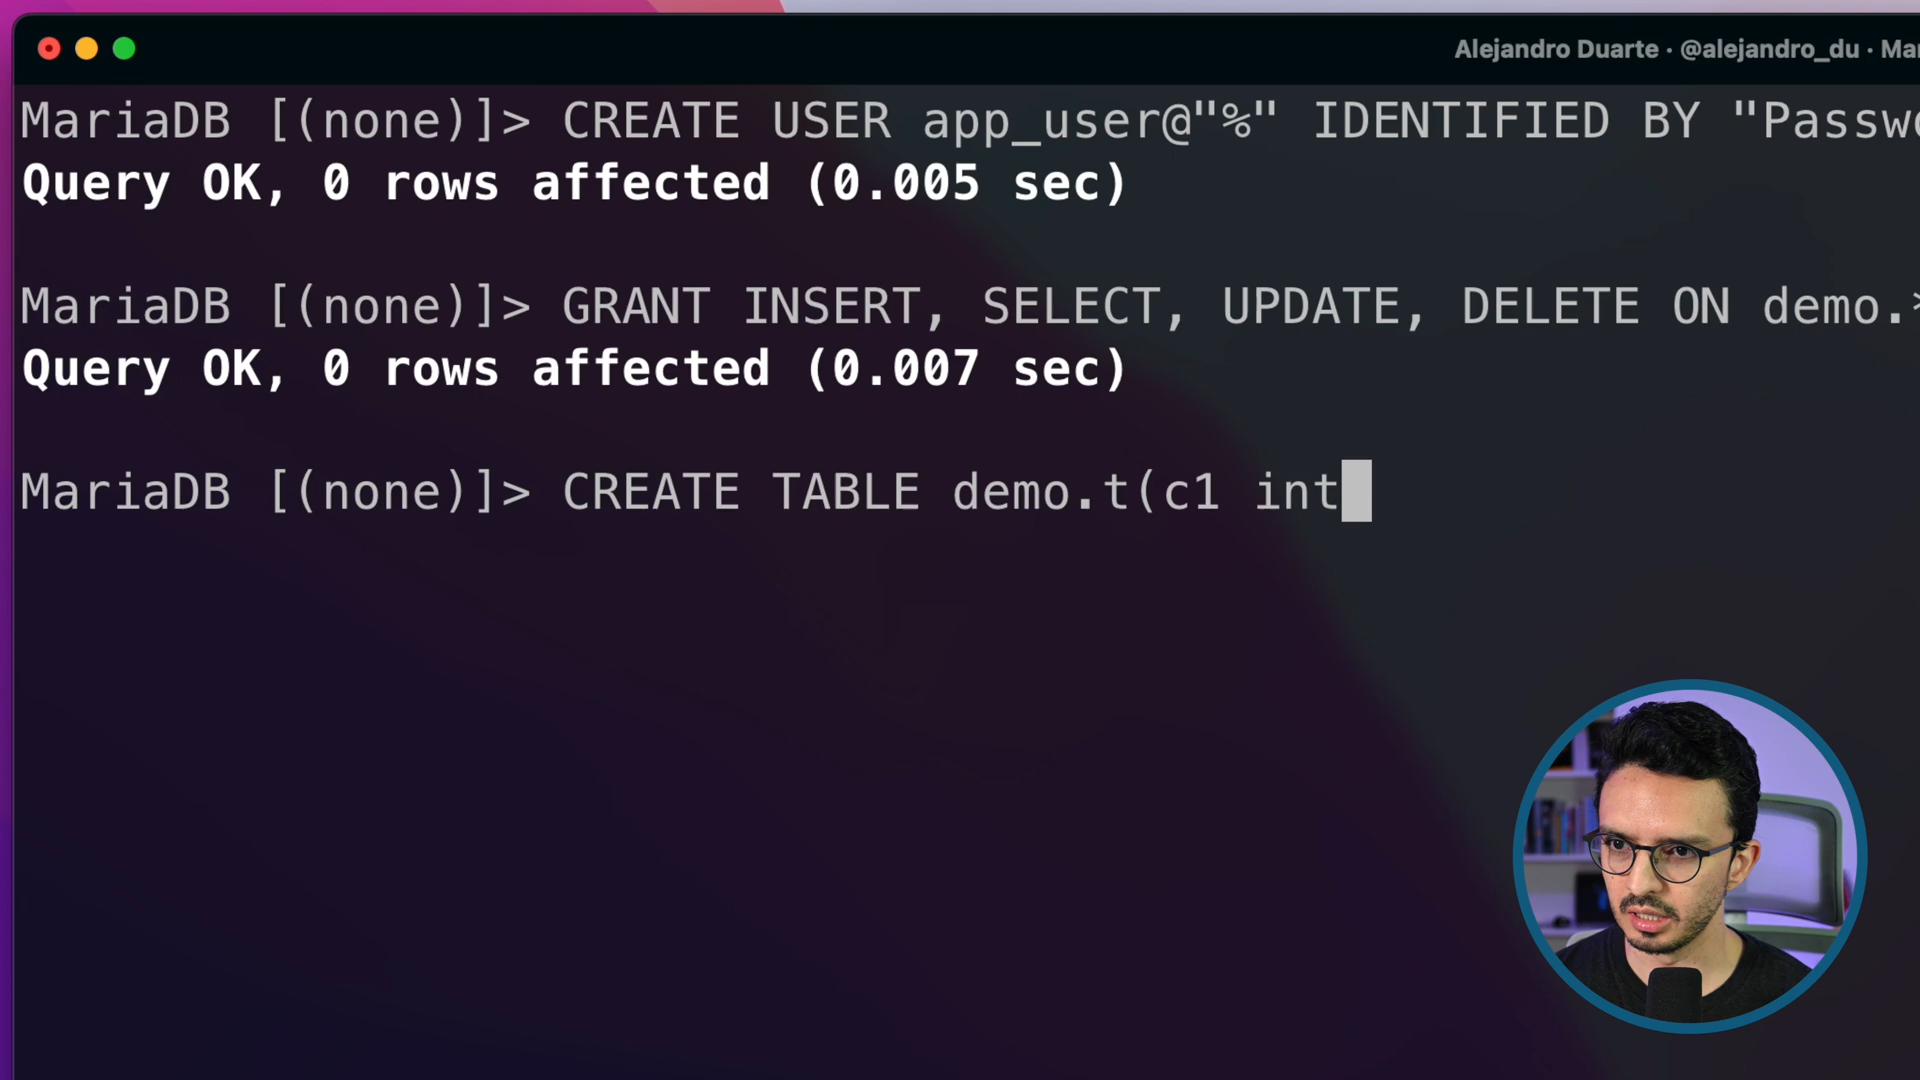 Alejandro Duarte · @alejandro_du ·
MariaDB [(none)]> CREATE USER app_user@"%" IDENTIFIED BY
Query OK, 0 rows affected (0.005 sec)
MariaDB [(none)]> GRANT INSERT, SELECT, UPDATE, DELETE ON demo.
Query OK, 0 rows affected (0.007 sec)
MariaDB [(none)]> CREATE TABLE demo.t(c1 int